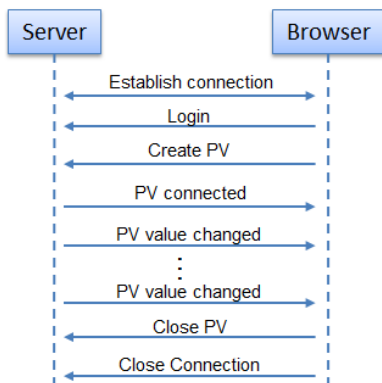 Server Browser
Establish connection
Login
Create PV
PV connected
PV value changed
PV value changed
Close PV
Close Connection